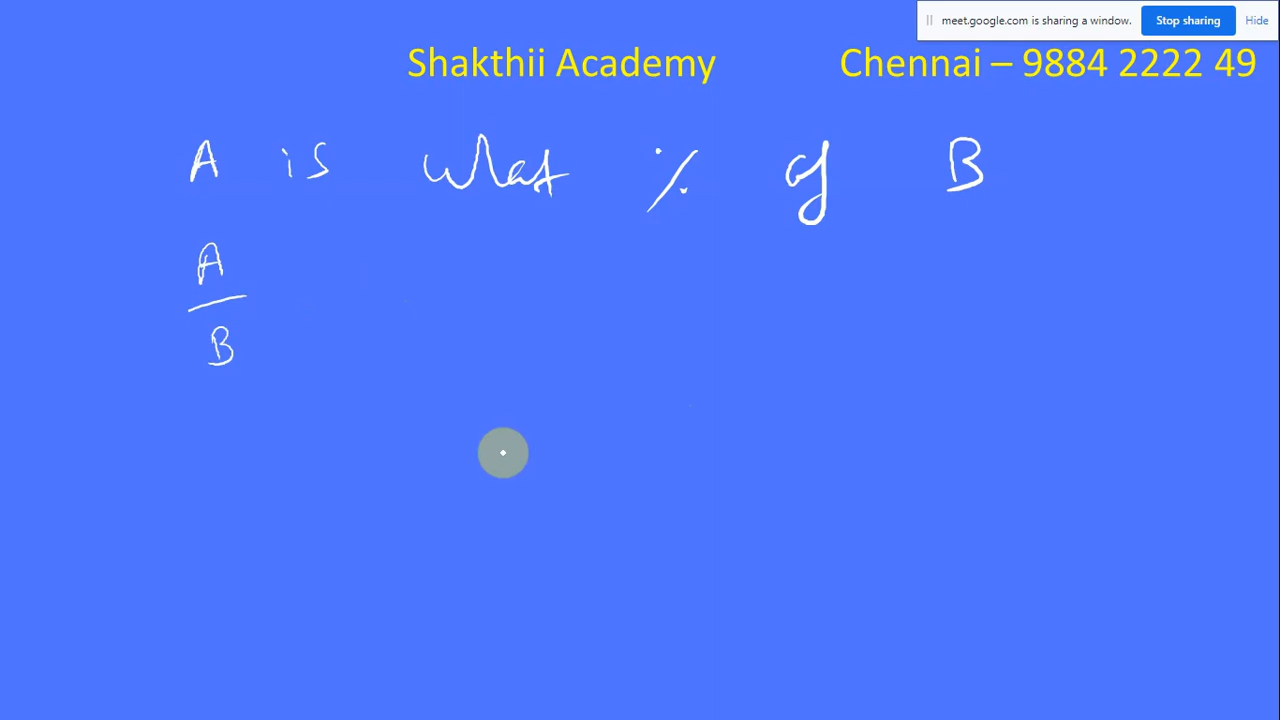 meet.google.com is sharing a window. Stop sharing Hide
Shakthii Academy Chennai – 9884 2222 49
A is what % of B
A
B